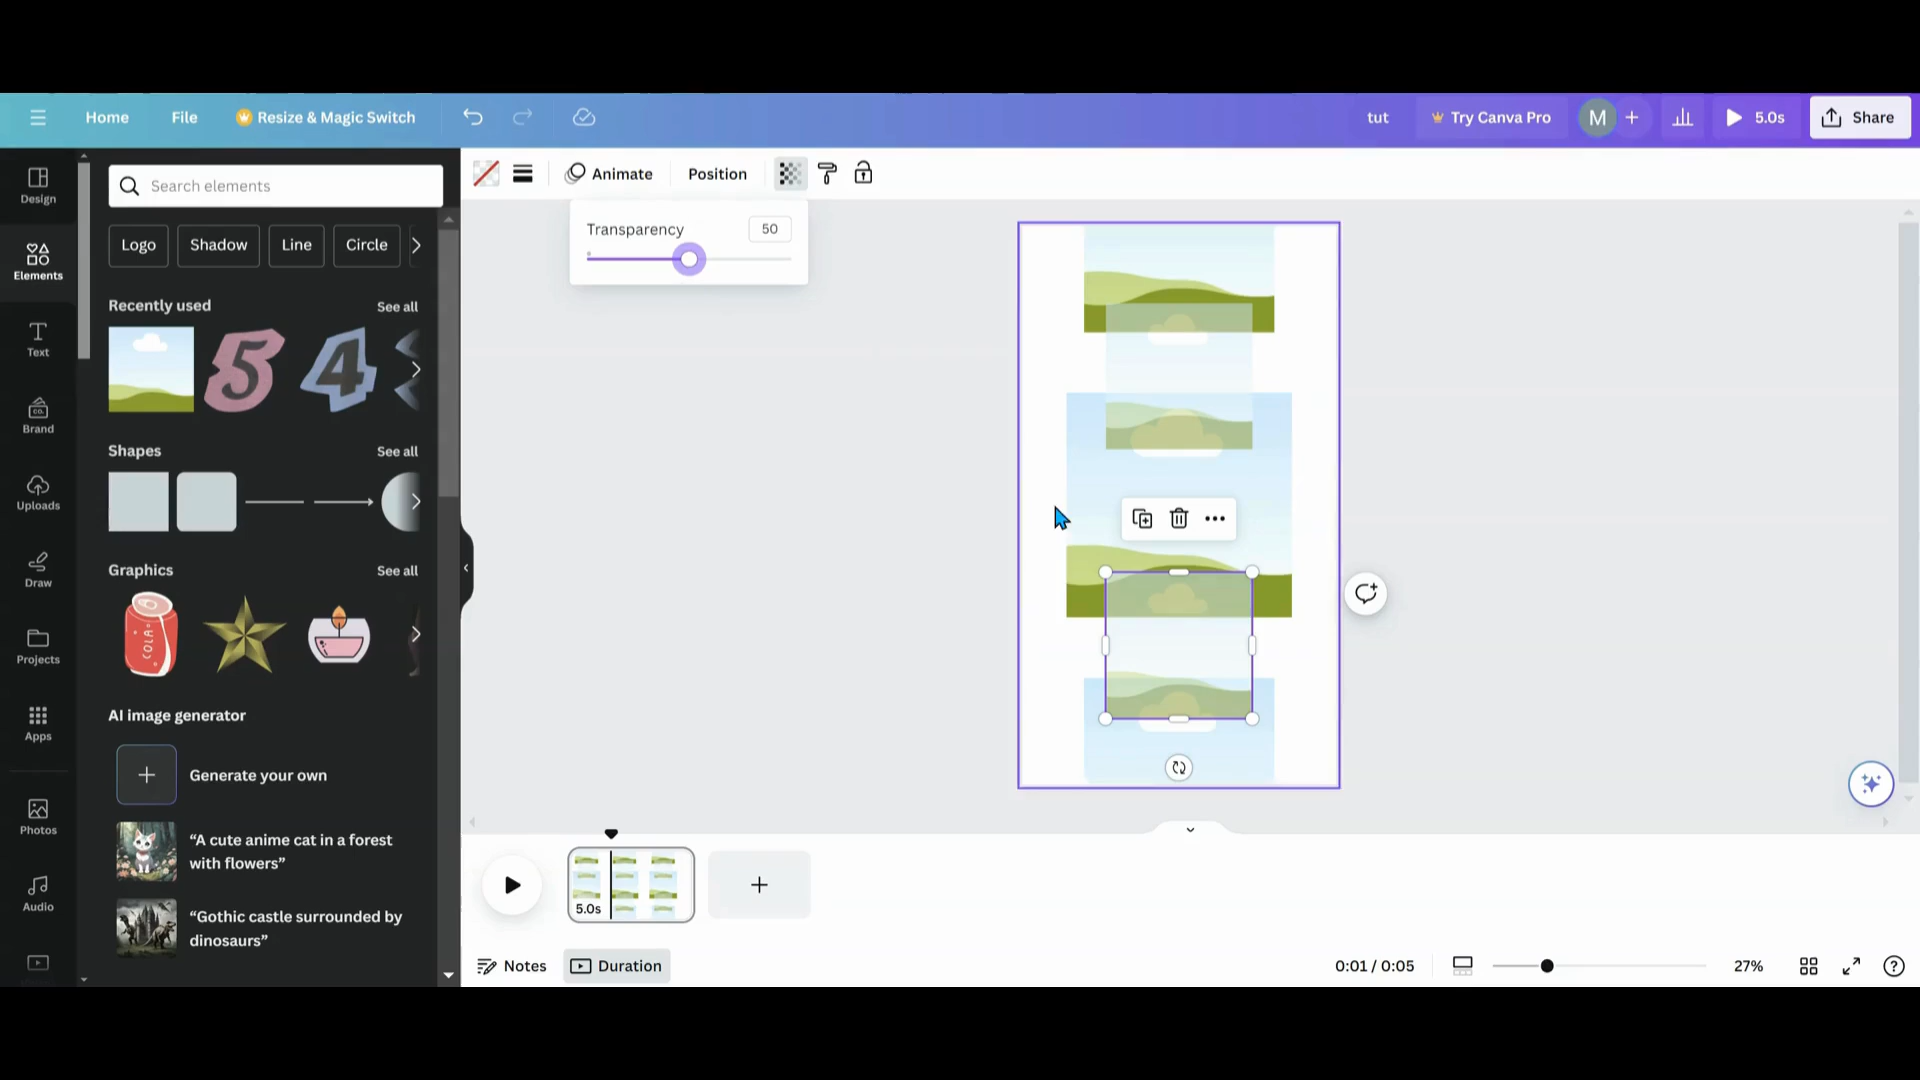 Home
File
Resize & Magic Switch
tut
Try Canva Pro
M
5.0s
Share
Design
Elements
Text
Brand
Uploads
Draw
Projects
Apps
Photos
Audio
Search elements
Logo
Shadow
Line
Circle
Recently used
See all
5
4
Shapes
See all
Graphics
See all
COLA
AI image generator
Generate your own
“A cute anime cat in a forest
with flowers”
“Gothic castle surrounded by
dinosaurs”
Animate
Position
Transparency
50
5.0s
Notes
Duration
0:01 / 0:05
27%